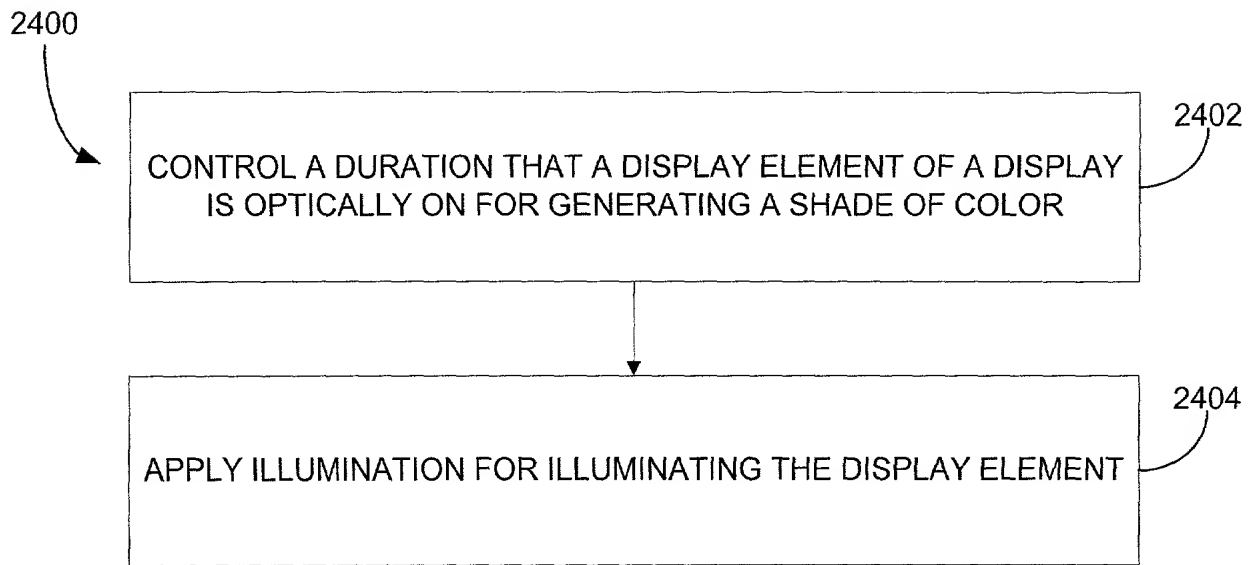 2400
2402
CONTROL A DURATION THAT A DISPLAY ELEMENT OF A DISPLAY
IS OPTICALLY ON FOR GENERATING A SHADE OF COLOR
2404
APPLY ILLUMINATION FOR ILLUMINATING THE DISPLAY ELEMENT